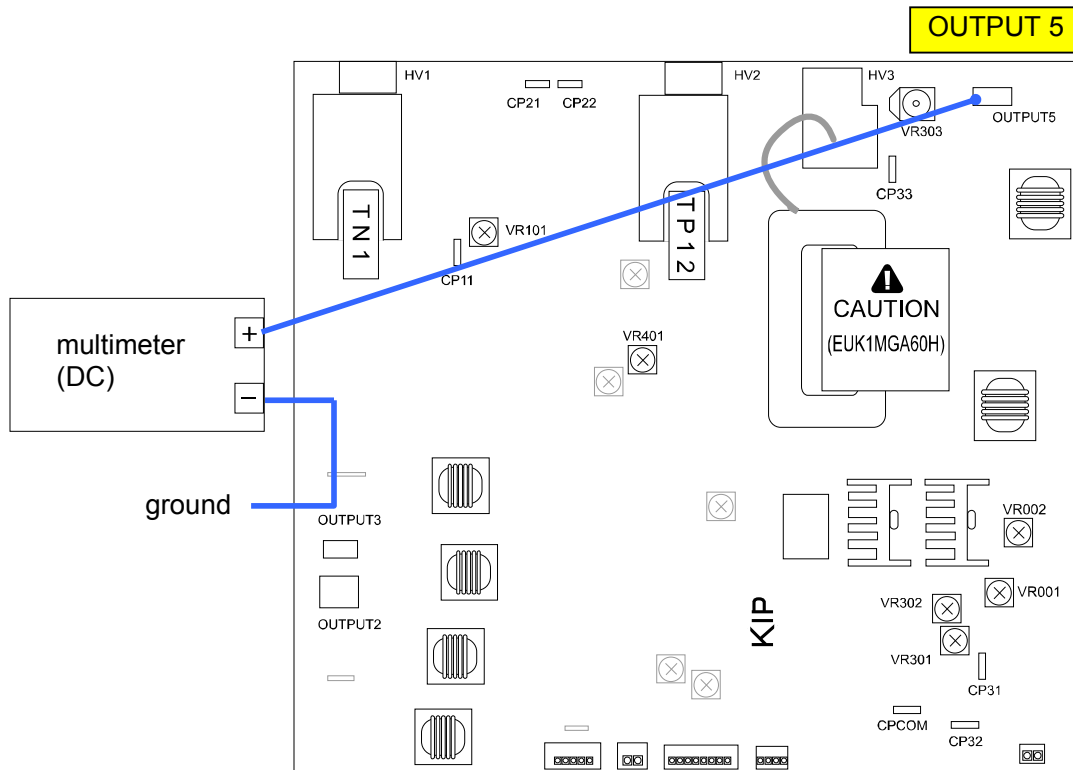 OUTPUT 5
HV1
CP21
CP22
HV2
HV3
VR303
OUTPUT5
CP33
TN1
VR101
CP11
TP12
CAUTION
(EUK1MGA60H)
multimeter
(DC)
+
−
VR401
ground
OUTPUT3
OUTPUT2
VR002
VR001
VR302
VR301
KIP
CP31
CPCOM
CP32